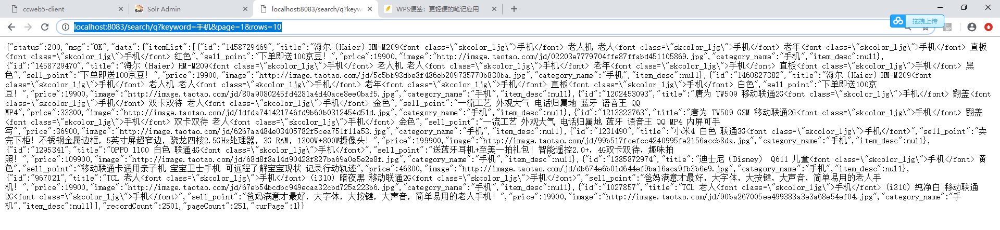 ccweb5-client
Solr Admin
localhost:8083/search/q?keyw
WPS便签：更轻便的笔记应用
localhost:8083/search/q?keyword=手机&page=1&rows=10
拖拽上传
{"status":200,"msg":"OK","data":{"itemList":[{"id":"1458729469","title":"海尔（Haier）HM-M209<font class=\"skcolor_ljg\">手机</font> 老人机 老人<font class=\"skcolor_ljg\">手机</font> 老年<font class=\"skcolor_ljg\">手机</font> 直板
<font class=\"skcolor_ljg\">手机</font> 红色","sell_point":"下单即送100京豆！","price":19900,"image":"http://image.taotao.com/jd/02203e7779704ffe87ffabd451105869.jpg","category_name":"手机","item_desc":null},
{"id":"1458729470","title":"海尔（Haier）HM-M209<font class=\"skcolor_ljg\">手机</font> 老人机 老人<font class=\"skcolor_ljg\">手机</font> 老年<font class=\"skcolor_ljg\">手机</font> 直板<font class=\"skcolor_ljg\">手机</font> 黑
色","sell_point":"下单即送100京豆！","price":19900,"image":"http://image.taotao.com/jd/5c5bb93dbe3f486eb209735770b830ba.jpg","category_name":"手机","item_desc":null},{"id":"1460827382","title":"海尔（Haier）HM-M209<font
class=\"skcolor_ljg\">手机</font> 老人机 老人<font class=\"skcolor_ljg\">手机</font> 老年<font class=\"skcolor_ljg\">手机</font> 直板<font class=\"skcolor_ljg\">手机</font> 白色","sell_point":"下单即送100京
豆！","price":19900,"image":"http://image.taotao.com/jd/80a9080245fd4281a4d40ace8ee0baf5.jpg","category_name":"手机","item_desc":null},{"id":"1202453093","title":"唐为 TW509 移动联通2G<font class=\"skcolor_ljg\">手机</font> 翻盖<font
class=\"skcolor_ljg\">手机</font> 双卡双待 老人<font class=\"skcolor_ljg\">手机</font> 金色","sell_point":"一流工艺 外观大气 电话归属地 蓝牙 语音王 QQ
MP4","price":33300,"image":"http://image.taotao.com/jd/1dfda741421746fd9b60b0312454d51d.jpg","category_name":"手机","item_desc":null},{"id":"1213323763","title":"唐为 TW509 GSM 移动联通2G<font class=\"skcolor_ljg\">手机</font> 翻盖
<font class=\"skcolor_ljg\">手机</font> 双卡双待 老人<font class=\"skcolor_ljg\">手机</font> 金色","sell_point":"一流工艺 外观大气 电话归属地 蓝牙 语音王 QQ MP4 内屏可手
写","price":36900,"image":"http://image.taotao.com/jd/6267aa484e03405782f5cea751f11a53.jpg","category_name":"手机","item_desc":null},{"id":"1231490","title":"小米4 白色 联通3G<font class=\"skcolor_ljg\">手机</font>","sell_point":"卖
完下柜！不锈钢金属边框，5英寸屏超窄边，骁龙四核2.5GHz处理器，3G RAM，1300W+800W摄像头！","price":199900,"image":"http://image.taotao.com/jd/99b517fcefcc4240995fe2156accb8da.jpg","category_name":"手机","item_desc":null},
{"id":"1295341","title":"OPPO 1100 白色 联通4G<font class=\"skcolor_ljg\">手机</font>","sell_point":"送蓝牙耳机+至美一拍礼包！智能遥控2.0+，4G双卡双待，趣味拍
照！","price":109900,"image":"http://image.taotao.com/jd/68d8f8a14d90428f827ba69a0e5e2e8f.jpg","category_name":"手机","item_desc":null},{"id":"1385872974","title":"迪士尼（Disney） Q611 儿童<font class=\"skcolor_ljg\">手机</font> 黄
色","sell_point":"移动联通卡通用亲子机 宝宝卫士手机 可远程了解宝宝现状 记录行动轨迹","price":46800,"image":"http://image.taotao.com/jd/db674e6b01d644ef9ba16aca9fb3b6e9.jpg","category_name":"手机","item_desc":null},
{"id":"967021","title":"TCL 老人<font class=\"skcolor_ljg\">手机</font>（i310）暗夜黑 移动联通2G<font class=\"skcolor_ljg\">手机</font>","sell_point":"爸妈满意才最好，大字体，大按键，大声音，简单易用的老人手
机！","price":19900,"image":"http://image.taotao.com/jd/67eb54bcdbc949ecaa32cbd725a223b6.jpg","category_name":"手机","item_desc":null},{"id":"1027857","title":"TCL 老人<font class=\"skcolor_ljg\">手机</font>（i310）纯净白 移动联通
2G<font class=\"skcolor_ljg\">手机</font>","sell_point":"爸妈满意才最好，大字体，大按键，大声音，简单易用的老人手机！","price":19900,"image":"http://image.taotao.com/jd/90ba267005ee499383a3e3a68e54ef04.jpg","category_name":"手
机","item_desc":null}],"recordCount":2501,"pageCount":251,"curPage":1}}